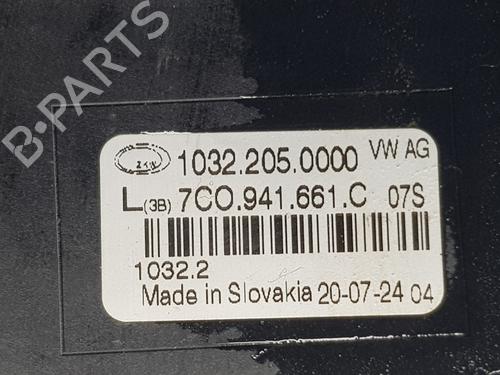 B-PARTS
ZKW 1032.205.0000 VW AG
L(3B) 7C0.941.661.C 07S
1032.2
Made in Slovakia 20-07-24 04